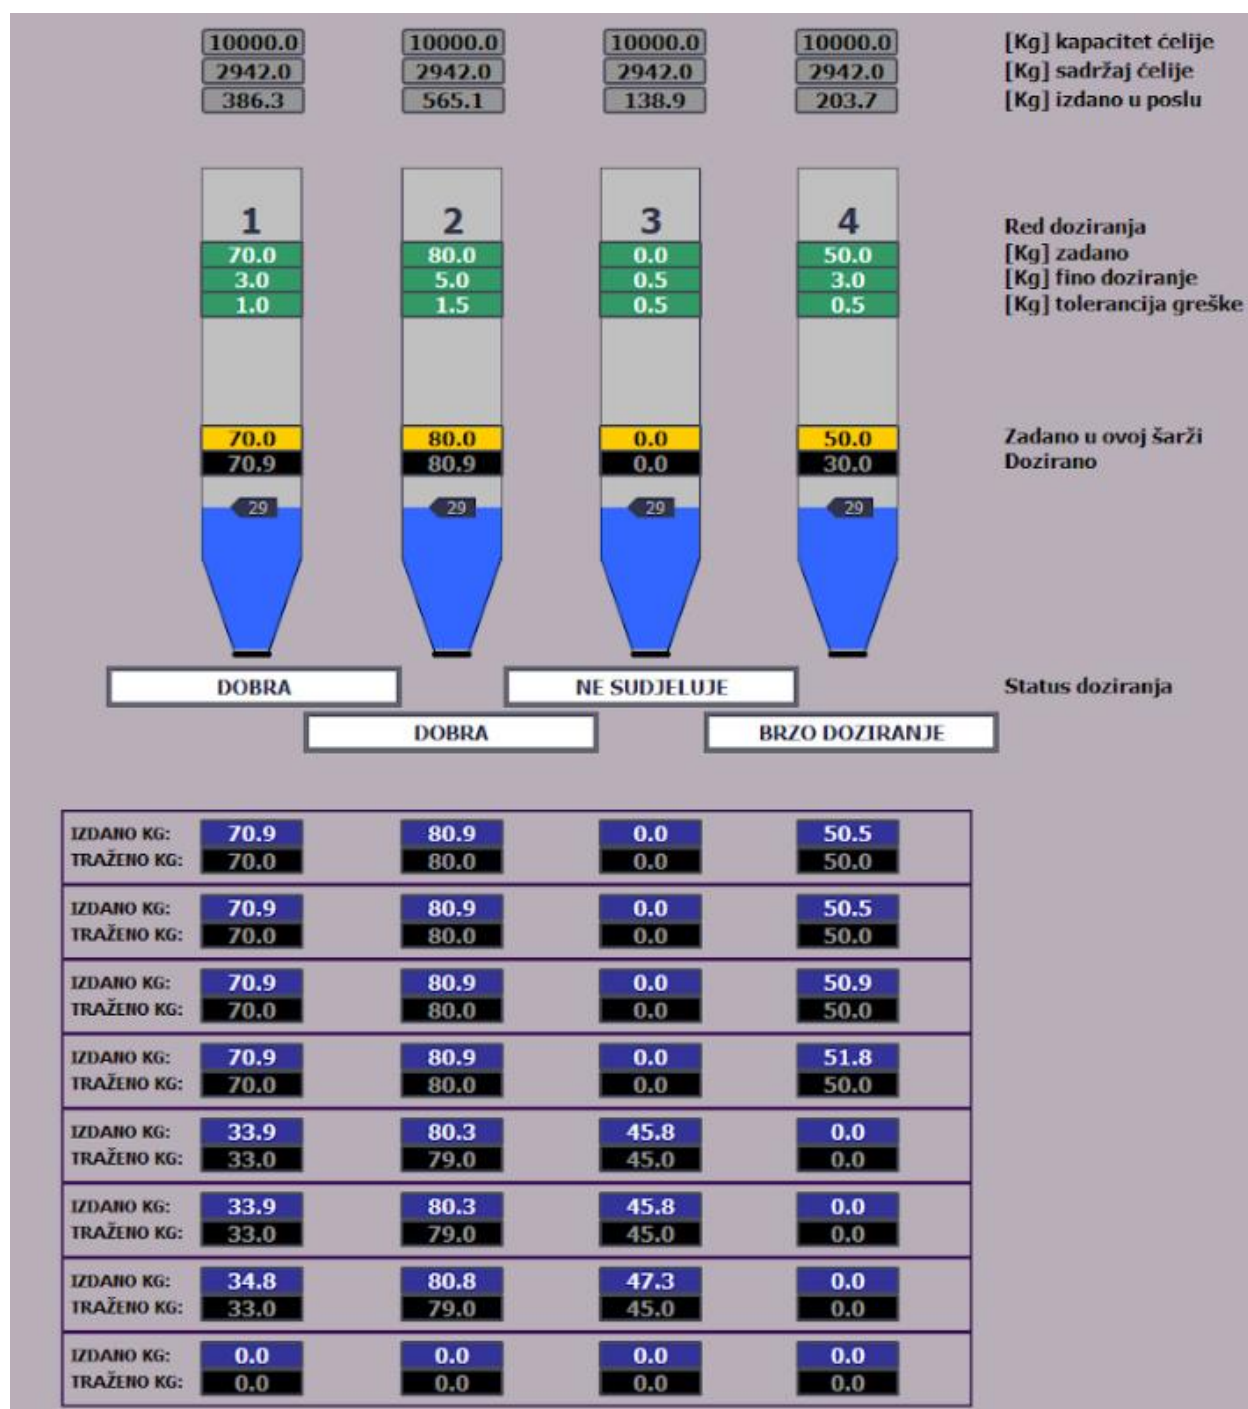 10000.0 10000.0 10000.0 10000.0 [Kg] kapacitet ćelije
2942.0 2942.0 2942.0 2942.0 [Kg] sadržaj ćelije
386.3 565.1 138.9 203.7 [Kg] izdano u poslu
1 2 3 4 Red doziranja
70.0 80.0 0.0 50.0 [Kg] zadano
3.0 5.0 0.5 3.0 [Kg] fino doziranje
1.0 1.5 0.5 0.5 [Kg] tolerancija greške
70.0 80.0 0.0 50.0 Zadano u ovoj šarži
70.9 80.9 0.0 30.0 Dozirano
29 29 29 29
DOBRA NE SUDJELUJE Status doziranja
DOBRA BRZO DOZIRANJE
IZDANO KG: 70.9 80.9 0.0 50.5
TRAŽENO KG: 70.0 80.0 0.0 50.0
IZDANO KG: 70.9 80.9 0.0 50.5
TRAŽENO KG: 70.0 80.0 0.0 50.0
IZDANO KG: 70.9 80.9 0.0 50.9
TRAŽENO KG: 70.0 80.0 0.0 50.0
IZDANO KG: 70.9 80.9 0.0 51.8
TRAŽENO KG: 70.0 80.0 0.0 50.0
IZDANO KG: 33.9 80.3 45.8 0.0
TRAŽENO KG: 33.0 79.0 45.0 0.0
IZDANO KG: 33.9 80.3 45.8 0.0
TRAŽENO KG: 33.0 79.0 45.0 0.0
IZDANO KG: 34.8 80.8 47.3 0.0
TRAŽENO KG: 33.0 79.0 45.0 0.0
IZDANO KG: 0.0 0.0 0.0 0.0
TRAŽENO KG: 0.0 0.0 0.0 0.0